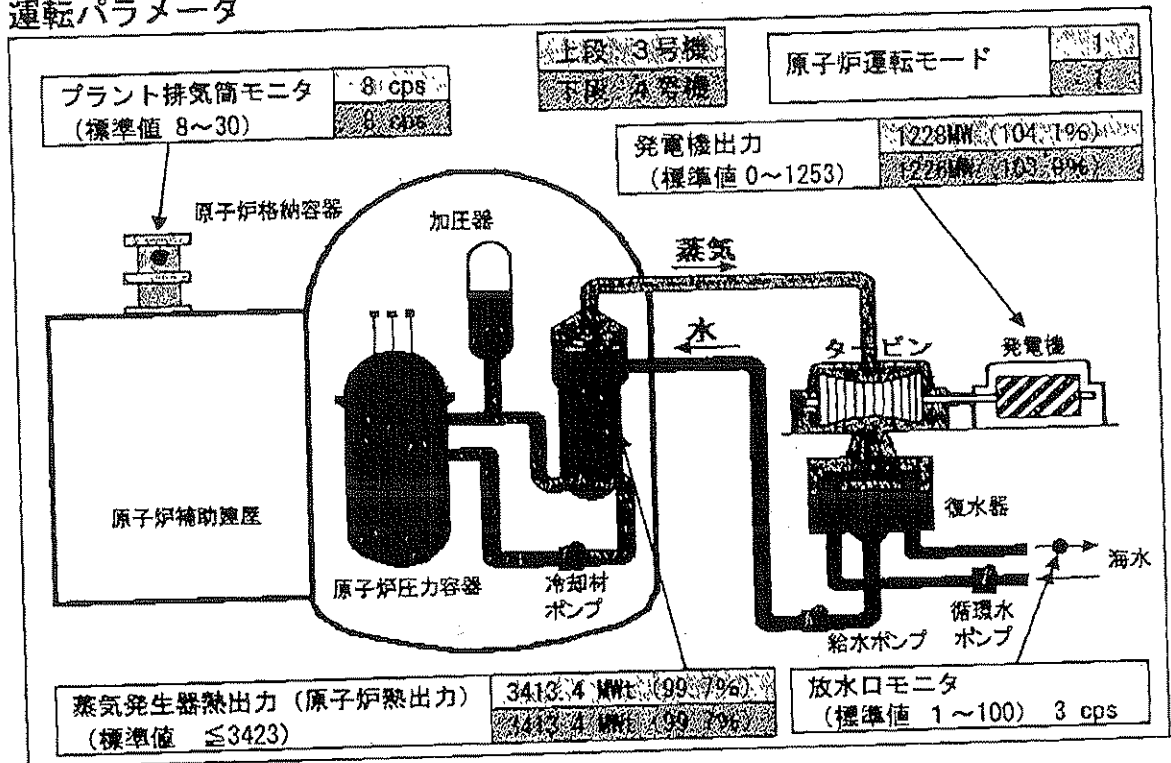 運転パラメータ
上段 3号機
下段 4号機
原子炉運転モード
1
1
プラント排気筒モニタ
(標準値 8～30)
8 cps
8 cps
発電機出力
(標準値 0～1253)
1228MW (104.1%)
1226MW (103.9%)
原子炉格納容器
加圧器
蒸気
水
タービン
発電機
原子炉補助建屋
原子炉圧力容器
冷却材
ポンプ
復水器
海水
循環水
ポンプ
給水ポンプ
蒸気発生器熱出力 (原子炉熱出力)
(標準値 ≦3423)
3413.4 MWt (99.7%)
3413.4 MWt (99.7%)
放水口モニタ
(標準値 1～100) 3 cps